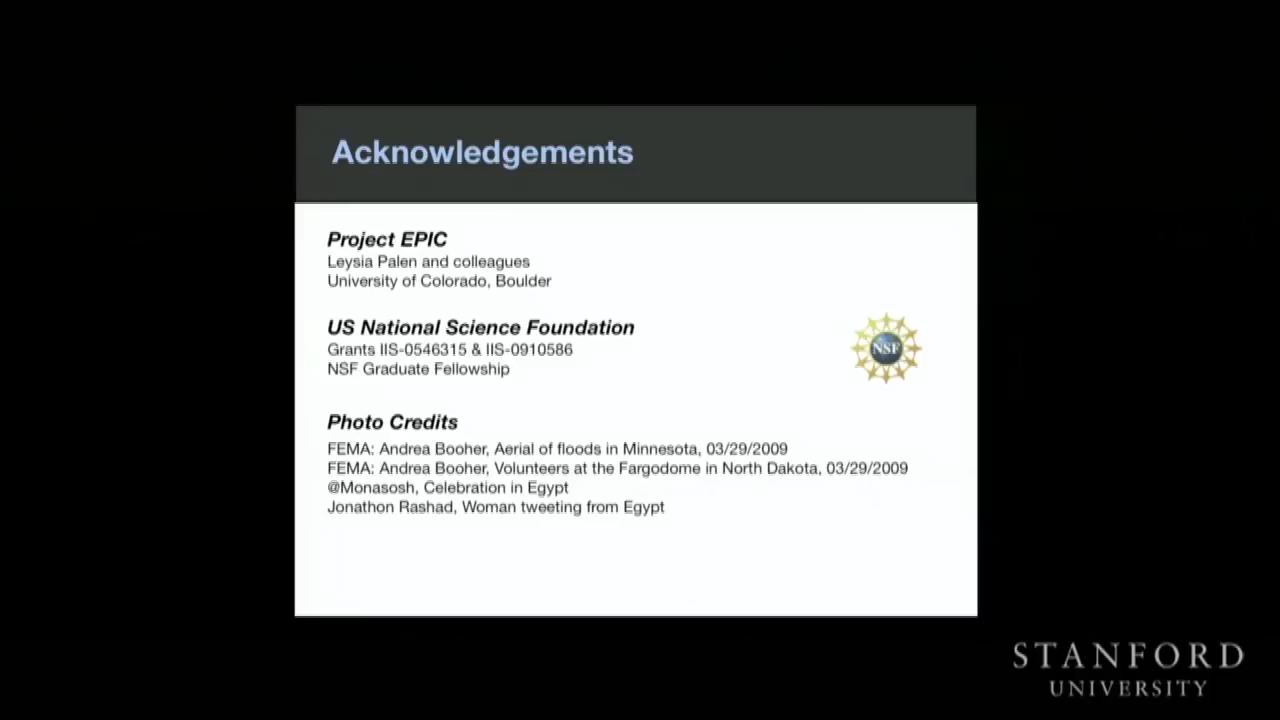 Acknowledgements
Project EPIC
Leysia Palen and colleagues
University of Colorado, Boulder
US National Science Foundation
Grants IIS-0546315 & IIS-0910586
NSF Graduate Fellowship
NSF
Photo Credits
FEMA: Andrea Booher, Aerial of floods in Minnesota, 03/29/2009
FEMA: Andrea Booher, Volunteers at the Fargodome in North Dakota, 03/29/2009
@Monasosh, Celebration in Egypt
Jonathon Rashad, Woman tweeting from Egypt
STANFORD
UNIVERSITY